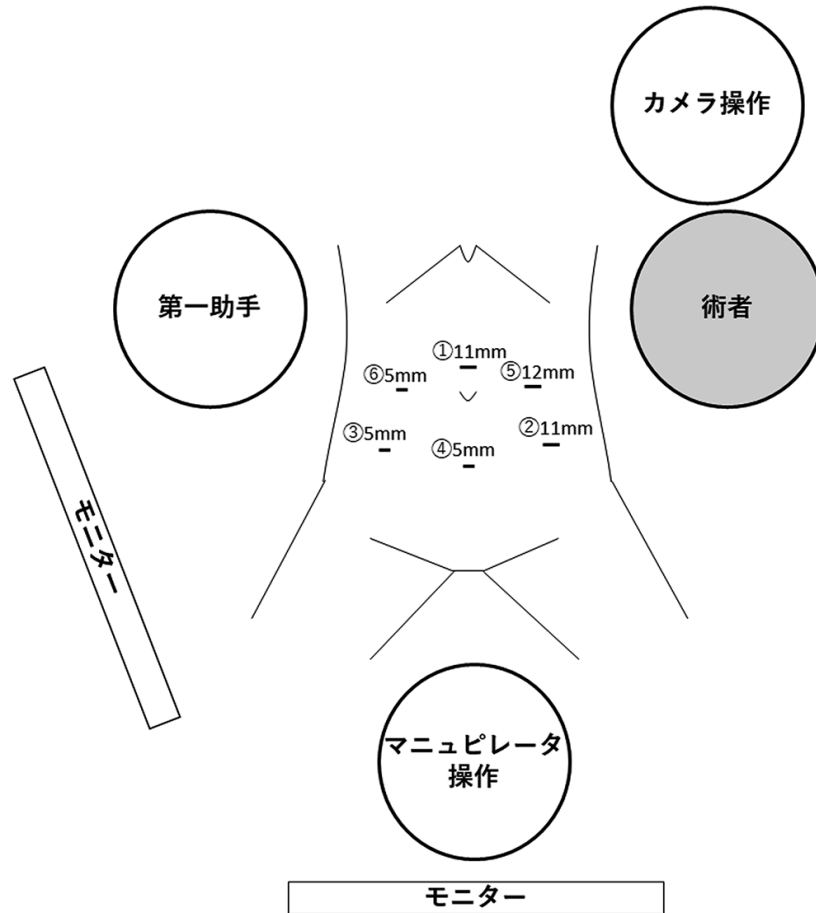 カメラ操作
第一助手
術者
①11mm
⑥5mm
⑤12mm
③5mm
④5mm
②11mm
モニター
マニュピレータ
操作
モニター